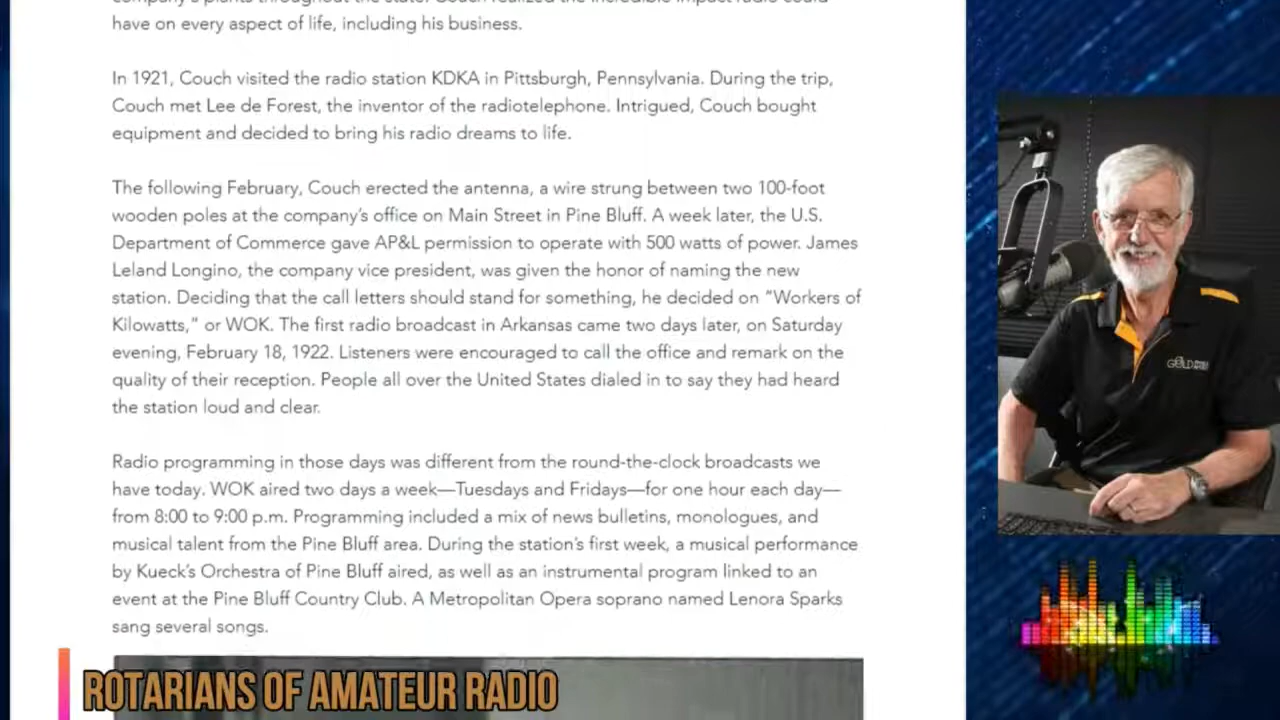 have on every aspect of life, including his business.
In 1921, Couch visited the radio station KDKA in Pittsburgh, Pennsylvania. During the trip,
Couch met Lee de Forest, the inventor of the radiotelephone. Intrigued, Couch bought
equipment and decided to bring his radio dreams to life.
The following February, Couch erected the antenna, a wire strung between two 100-foot
wooden poles at the company's office on Main Street in Pine Bluff. A week later, the U.S.
Department of Commerce gave AP&L permission to operate with 500 watts of power. James
Leland Longino, the company vice president, was given the honor of naming the new
station. Deciding that the call letters should stand for something, he decided on "Workers of
Kilowatts," or WOK. The first radio broadcast in Arkansas came two days later, on Saturday
evening, February 18, 1922. Listeners were encouraged to call the office and remark on the
quality of their reception. People all over the United States dialed in to say they had heard
the station loud and clear.
Radio programming in those days was different from the round-the-clock broadcasts we
have today. WOK aired two days a week—Tuesdays and Fridays—for one hour each day—
from 8:00 to 9:00 p.m. Programming included a mix of news bulletins, monologues, and
musical talent from the Pine Bluff area. During the station's first week, a musical performance
by Kueck's Orchestra of Pine Bluff aired, as well as an instrumental program linked to an
event at the Pine Bluff Country Club. A Metropolitan Opera soprano named Lenora Sparks
sang several songs.
ROTARIANS OF AMATEUR RADIO
GOLD